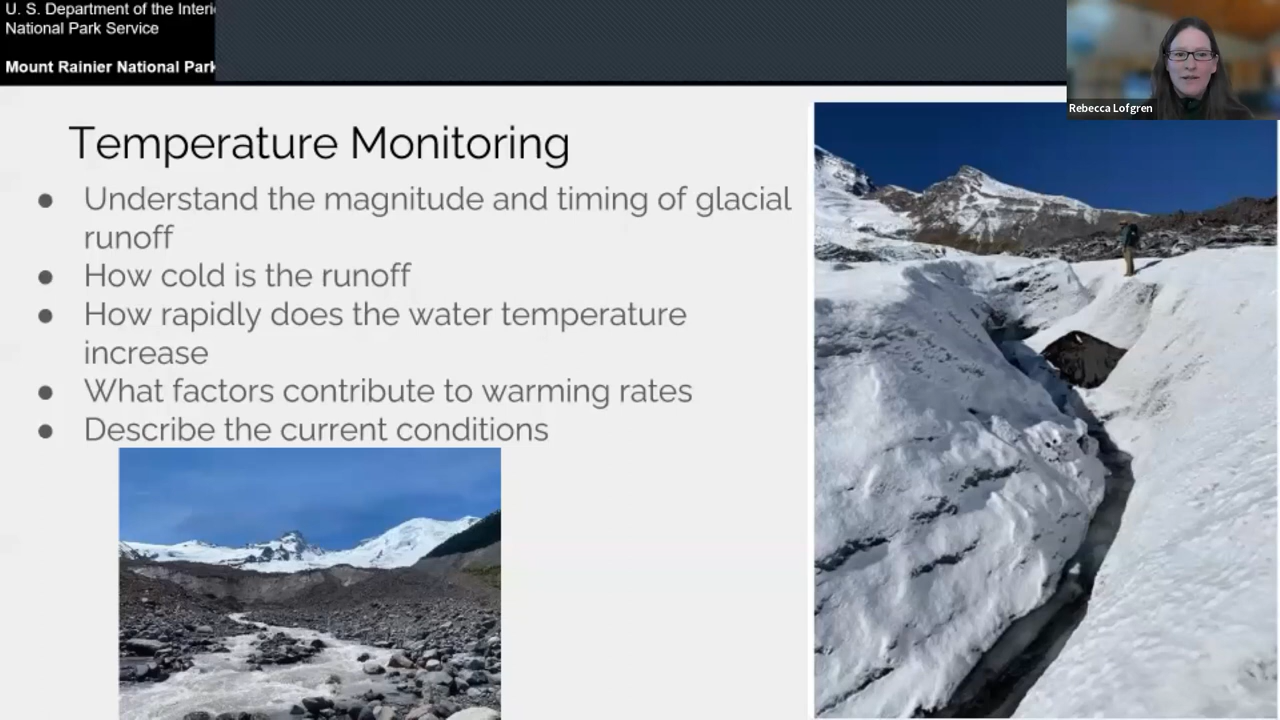 U. S. Department of the Interi
National Park Service
Mount Rainier National Park
Rebecca Lofgren
Temperature Monitoring
● Understand the magnitude and timing of glacial
runoff
● How cold is the runoff
● How rapidly does the water temperature
increase
● What factors contribute to warming rates
● Describe the current conditions